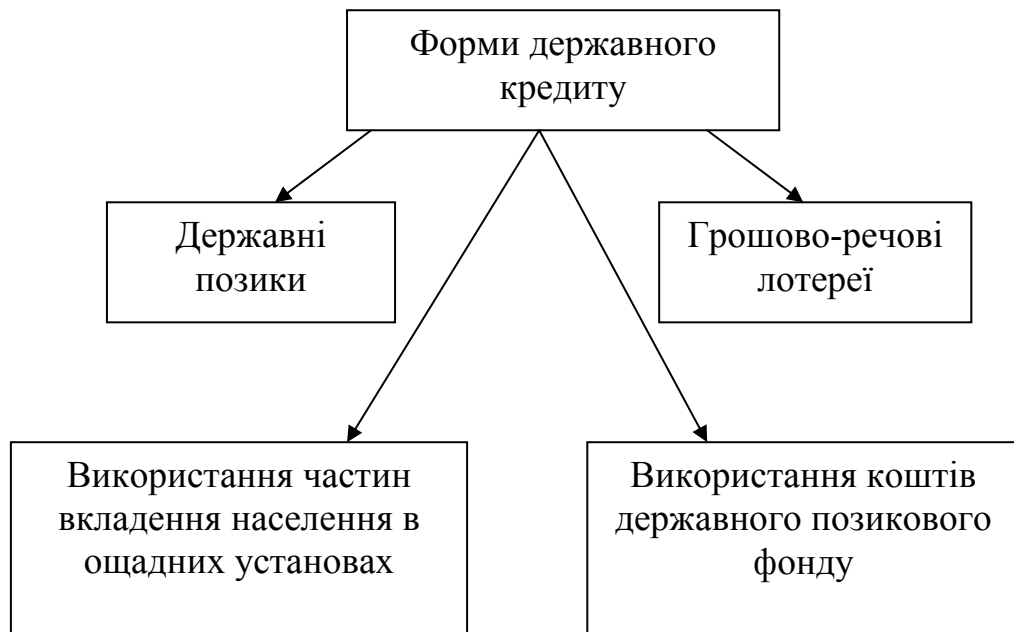 Форми державного
кредиту
Державні
позики
Грошово-речові
лотереї
Використання частин
вкладення населення в
ощадних установах
Використання коштів
державного позикового
фонду